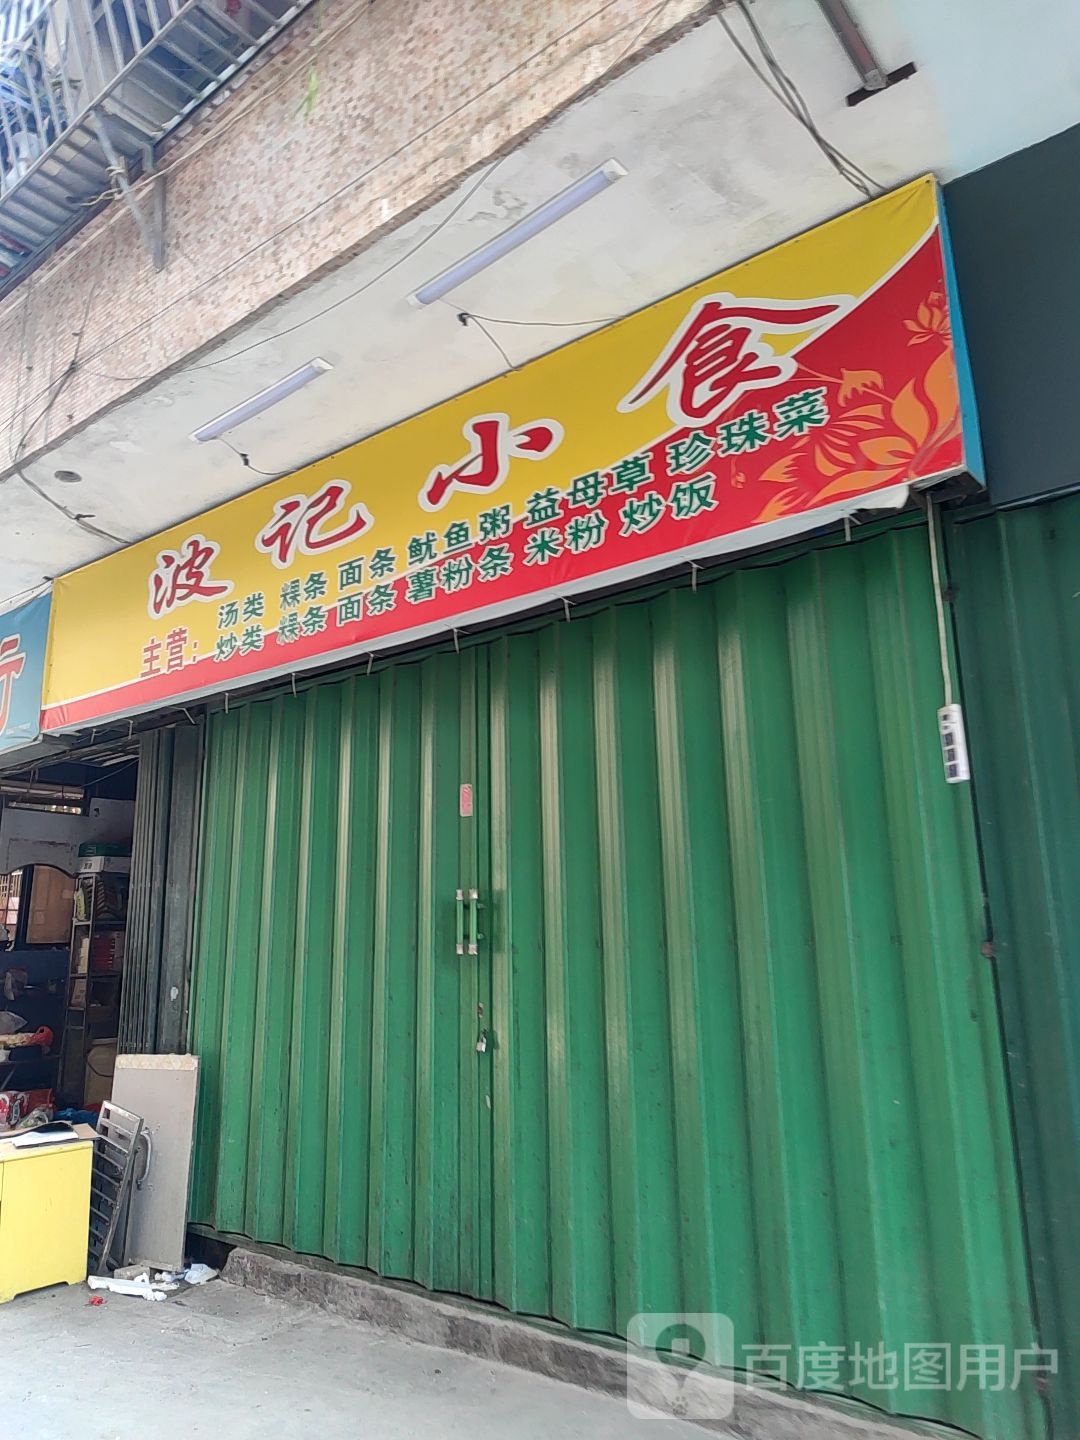 波记小食
主营：
汤类 粿条 面条 鱿鱼粥 益母草 珍珠菜
炒类 粿条 面条 薯粉条 米粉 炒饭
行
百度地图用户